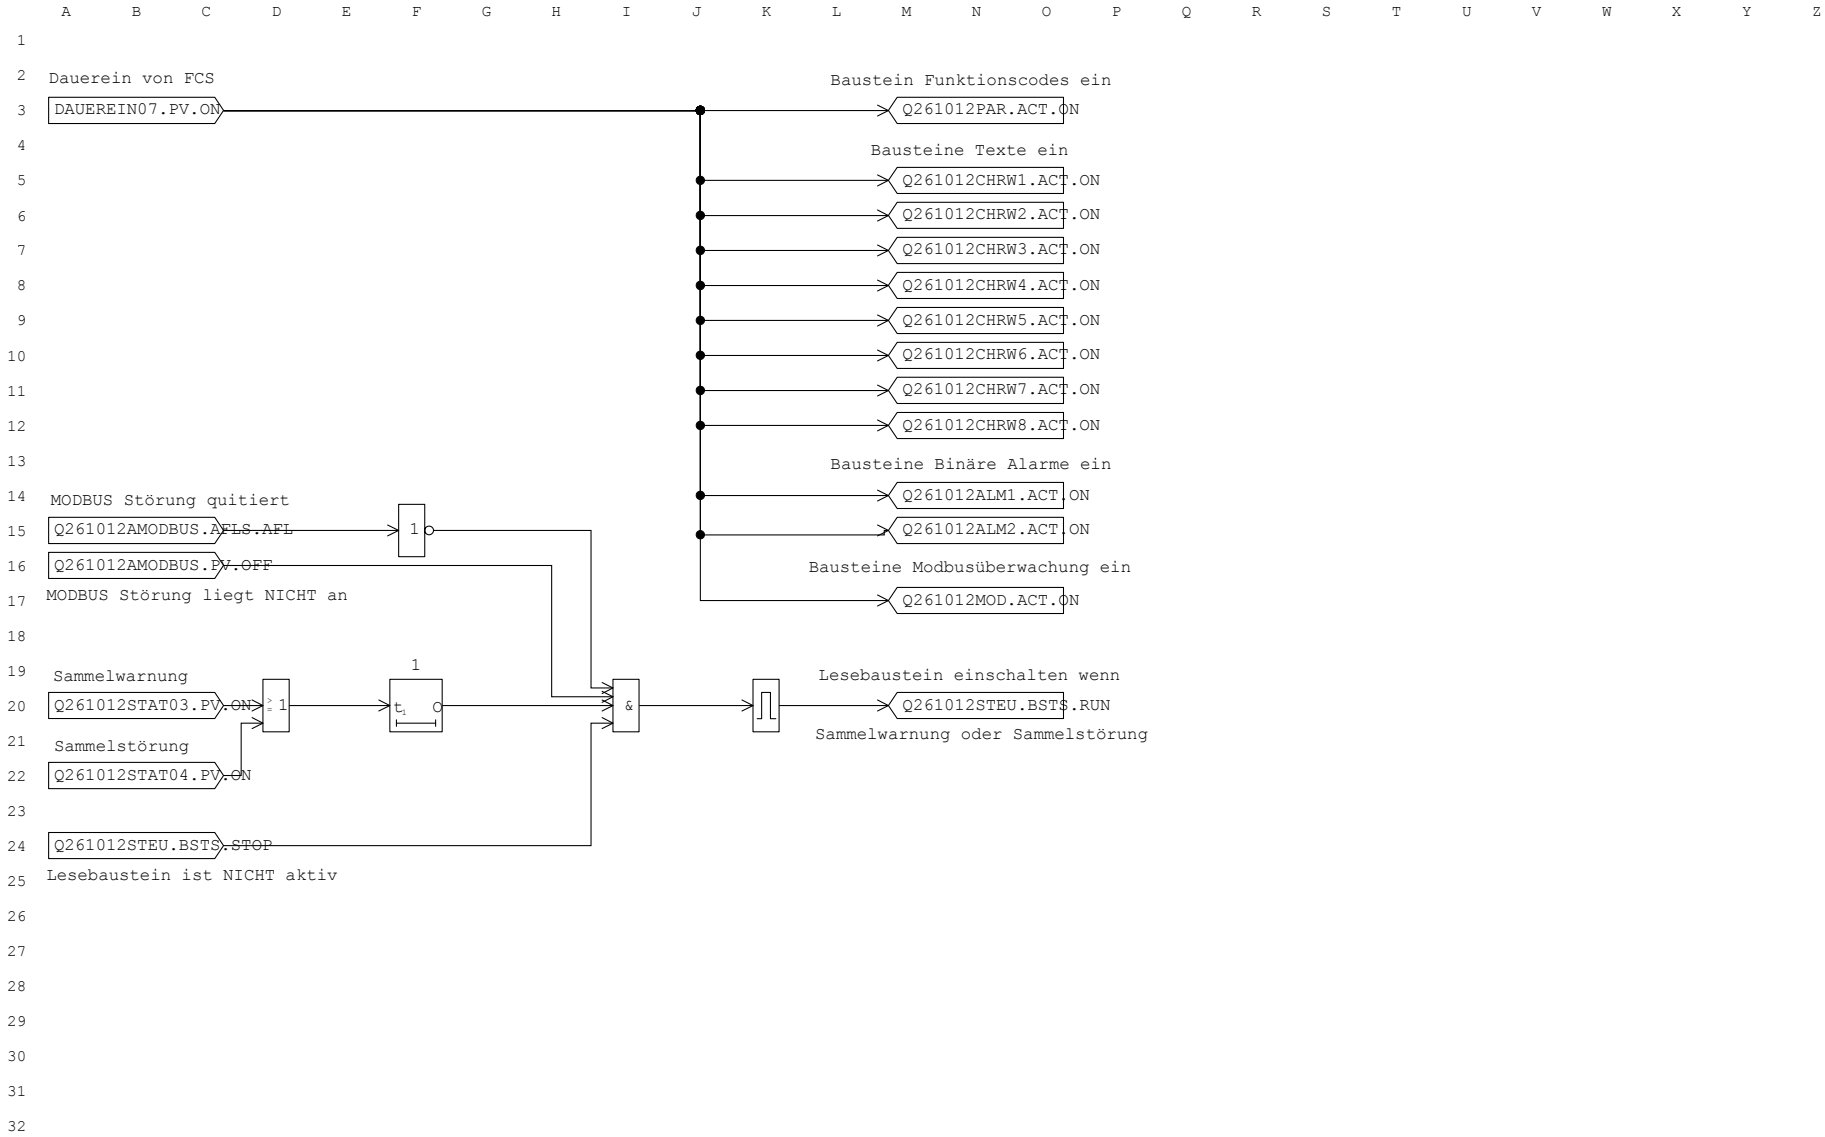 A B C D E F G H I J K L M N O P Q R S T U V W X Y Z
1
2 Dauerein von FCS Baustein Funktionscodes ein
3 DAUEREIN07.PV.ON Q261012PAR.ACT.ON
4 Bausteine Texte ein
5 Q261012CHRW1.ACT.ON
6 Q261012CHRW2.ACT.ON
7 Q261012CHRW3.ACT.ON
8 Q261012CHRW4.ACT.ON
9 Q261012CHRW5.ACT.ON
10 Q261012CHRW6.ACT.ON
11 Q261012CHRW7.ACT.ON
12 Q261012CHRW8.ACT.ON
13 Bausteine Binäre Alarme ein
14 MODBUS Störung quitiert Q261012ALM1.ACT.ON
15 Q261012AMODBUS.AFLS.AFL 1 Q261012ALM2.ACT.ON
16 Q261012AMODBUS.PV.OFF Bausteine Modbusüberwachung ein
17 MODBUS Störung liegt NICHT an Q261012MOD.ACT.ON
18
1
19 Sammelwarnung Lesebaustein einschalten wenn
20 Q261012STAT03.PV.ON >= 1 t1 O & Q261012STEU.BSTS.RUN
21 Sammelstörung Sammelwarnung oder Sammelstörung
22 Q261012STAT04.PV.ON
23
24 Q261012STEU.BSTS.STOP
25 Lesebaustein ist NICHT aktiv
26
27
28
29
30
31
32